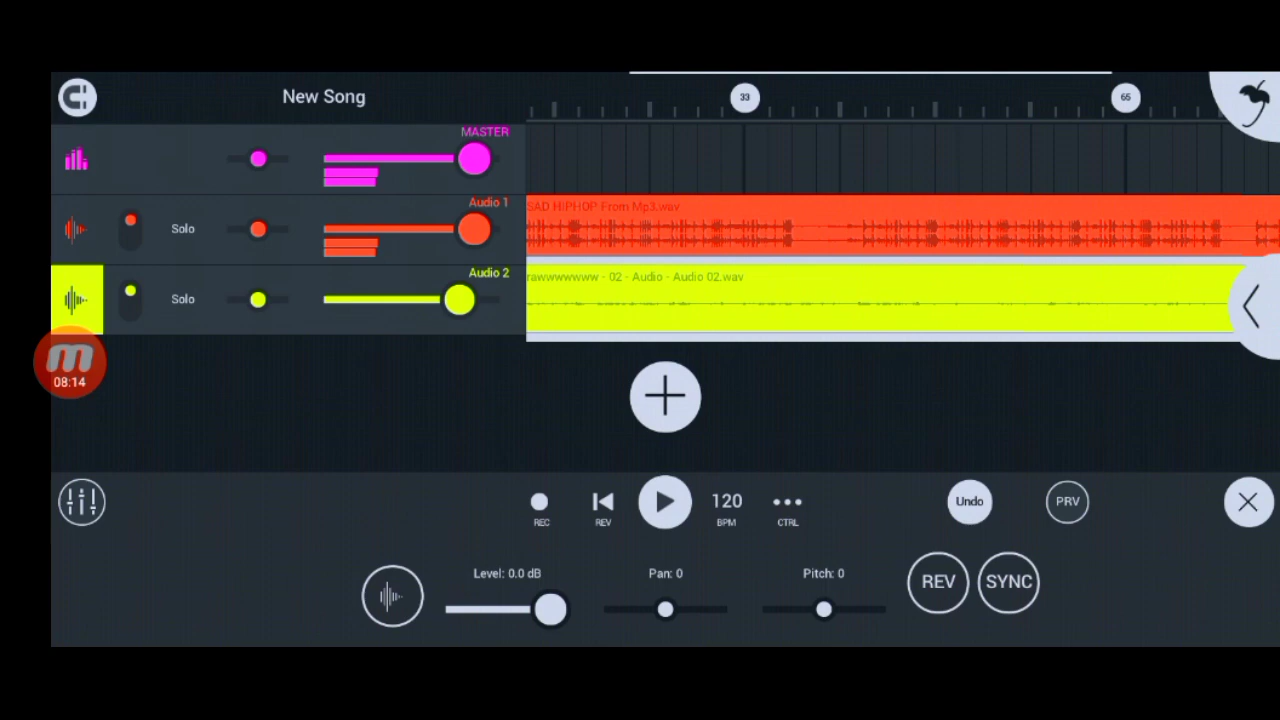 New Song
33
65
MASTER
SAD HIPHOP From Mp3.wav
Audio 1
Solo
Audio 2
rawwwwwww - 02 - Audio - Audio 02.wav
Solo
m
08:14
120
Undo
PRV
REC
REV
BPM
CTRL
Level: 0.0 dB
Pan: 0
Pitch: 0
REV
SYNC